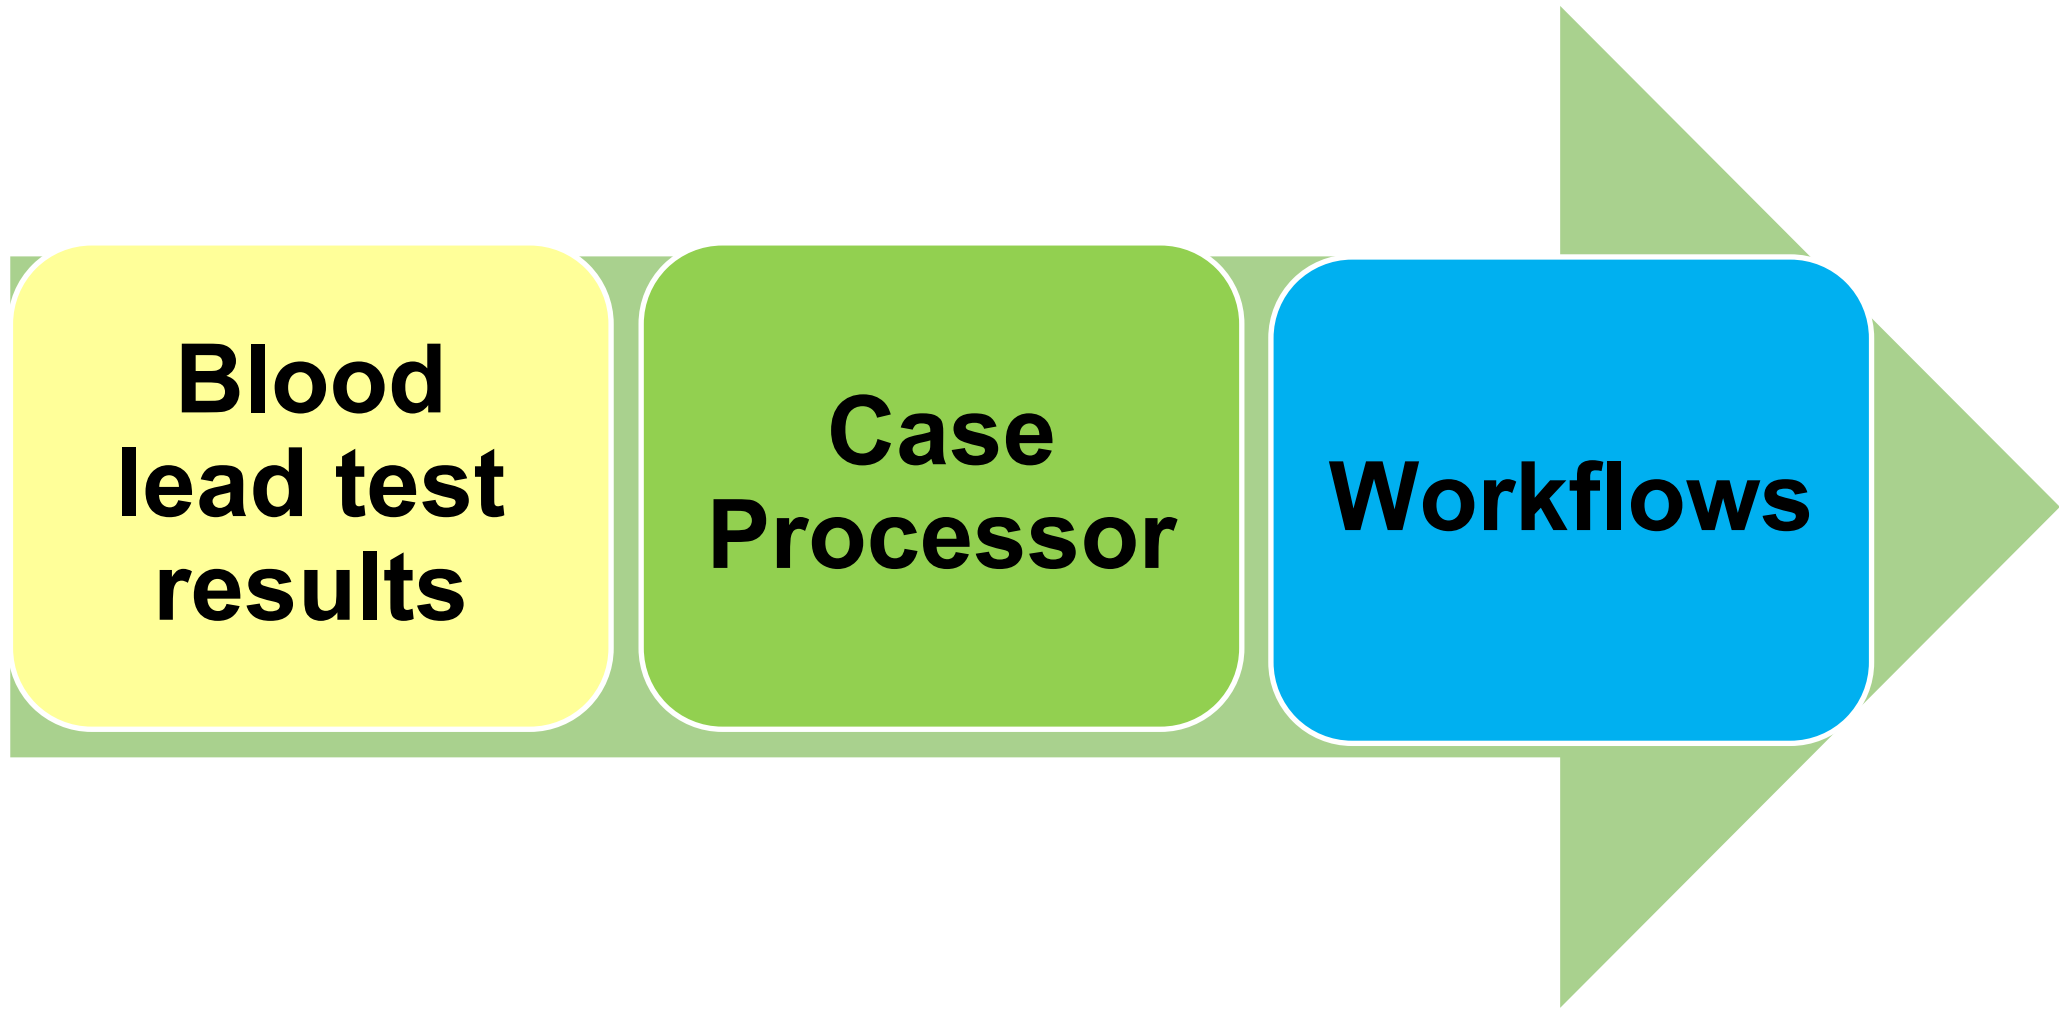 Blood
lead test
results
Case
Processor
Workflows